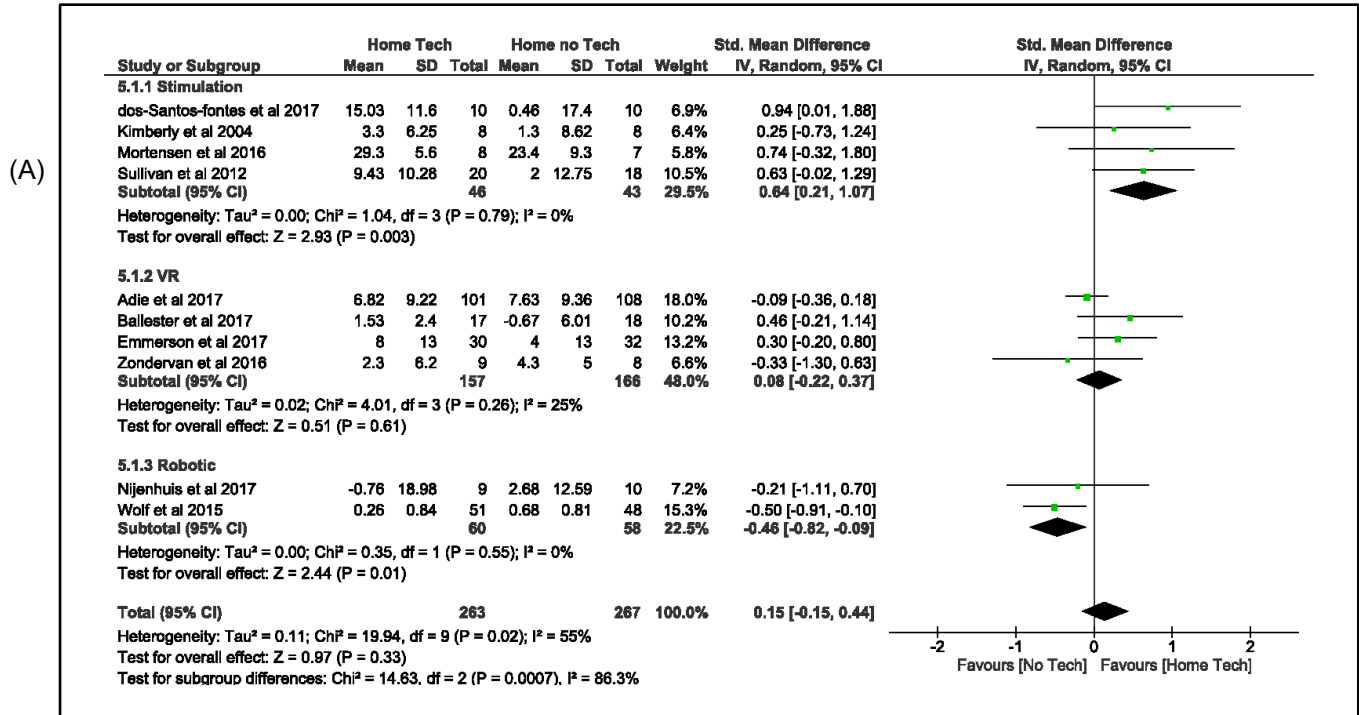 (A)
Home Tech Home no Tech Std. Mean Difference Std. Mean Difference
Study or Subgroup Mean SD Total Mean SD Total Weight IV, Random, 95% CI IV, Random, 95% CI
5.1.1 Stimulation
dos-Santos-fontes et al 2017 15.03 11.6 10 0.46 17.4 10 6.9% 0.94 [0.01, 1.88]
Kimberly et al 2004 3.3 6.25 8 1.3 8.62 8 6.4% 0.25 [-0.73, 1.24]
Mortensen et al 2016 29.3 5.6 8 23.4 9.3 7 5.8% 0.74 [-0.32, 1.80]
Sullivan et al 2012 9.43 10.28 20 2 12.75 18 10.5% 0.63 [-0.02, 1.29]
Subtotal (95% CI) 46 43 29.5% 0.64 [0.21, 1.07]
Heterogeneity: Tau² = 0.00; Chi² = 1.04, df = 3 (P = 0.79); I² = 0%
Test for overall effect: Z = 2.93 (P = 0.003)
5.1.2 VR
Adie et al 2017 6.82 9.22 101 7.63 9.36 108 18.0% -0.09 [-0.36, 0.18]
Ballester et al 2017 1.53 2.4 17 -0.67 6.01 18 10.2% 0.46 [-0.21, 1.14]
Emmerson et al 2017 8 13 30 4 13 32 13.2% 0.30 [-0.20, 0.80]
Zondervan et al 2016 2.3 6.2 9 4.3 5 8 6.6% -0.33 [-1.30, 0.63]
Subtotal (95% CI) 157 166 48.0% 0.08 [-0.22, 0.37]
Heterogeneity: Tau² = 0.02; Chi² = 4.01, df = 3 (P = 0.26); I² = 25%
Test for overall effect: Z = 0.51 (P = 0.61)
5.1.3 Robotic
Nijenhuis et al 2017 -0.76 18.98 9 2.68 12.59 10 7.2% -0.21 [-1.11, 0.70]
Wolf et al 2015 0.26 0.84 51 0.68 0.81 48 15.3% -0.50 [-0.91, -0.10]
Subtotal (95% CI) 60 58 22.5% -0.46 [-0.82, -0.09]
Heterogeneity: Tau² = 0.00; Chi² = 0.35, df = 1 (P = 0.55); I² = 0%
Test for overall effect: Z = 2.44 (P = 0.01)
Total (95% CI) 263 267 100.0% 0.15 [-0.15, 0.44]
Heterogeneity: Tau² = 0.11; Chi² = 19.94, df = 9 (P = 0.02); I² = 55%
Test for overall effect: Z = 0.97 (P = 0.33)
Test for subgroup differences: Chi² = 14.63, df = 2 (P = 0.0007), I² = 86.3%
-2 -1 0 1 2
Favours [No Tech] Favours [Home Tech]